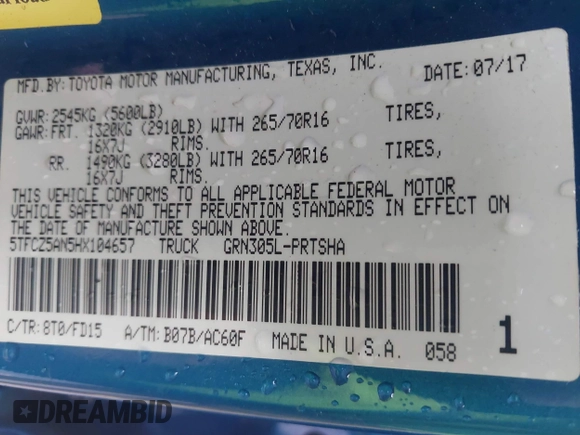 MFD. BY: TOYOTA MOTOR MANUFACTURING, TEXAS, INC. DATE: 07/17
GVWR: 2545KG (5600LB)
GAWR: FRT. 1320KG (2910LB) WITH 265/70R16 TIRES,
16X7J RIMS.
RR. 1490KG (3280LB) WITH 265/70R16 TIRES,
16X7J RIMS.
THIS VEHICLE CONFORMS TO ALL APPLICABLE FEDERAL MOTOR
VEHICLE SAFETY AND THEFT PREVENTION STANDARDS IN EFFECT ON THE
DATE OF MANUFACTURE SHOWN ABOVE.
5TFCZ5AN5HX104657 TRUCK GRN305L-PRTSHA
C/TR: 8T0/FD15 A/TM: B07B/AC60F MADE IN U.S.A. 058 1
DREAMBID